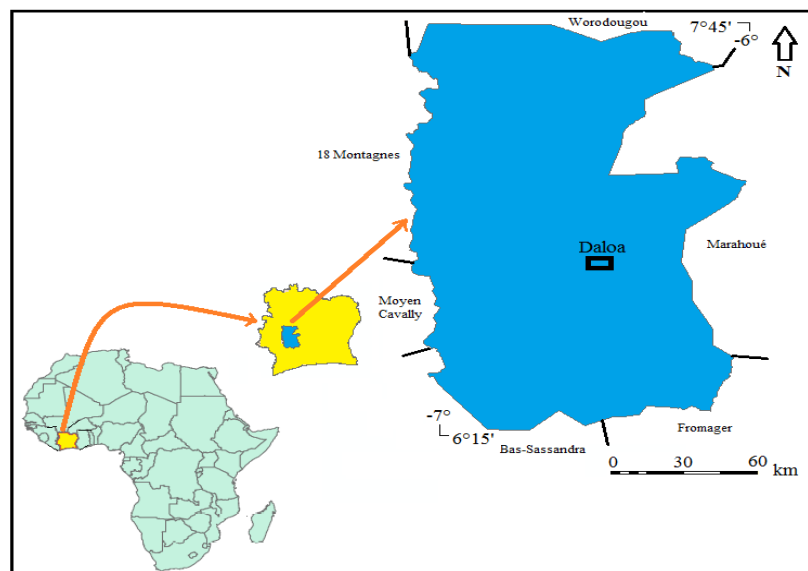 Worodougou
7°45'
-6°
N
18 Montagnes
Daloa
Marahoué
Moyen
Cavally
-7°
6°15'
Bas-Sassandra
Fromager
0 30 60
km